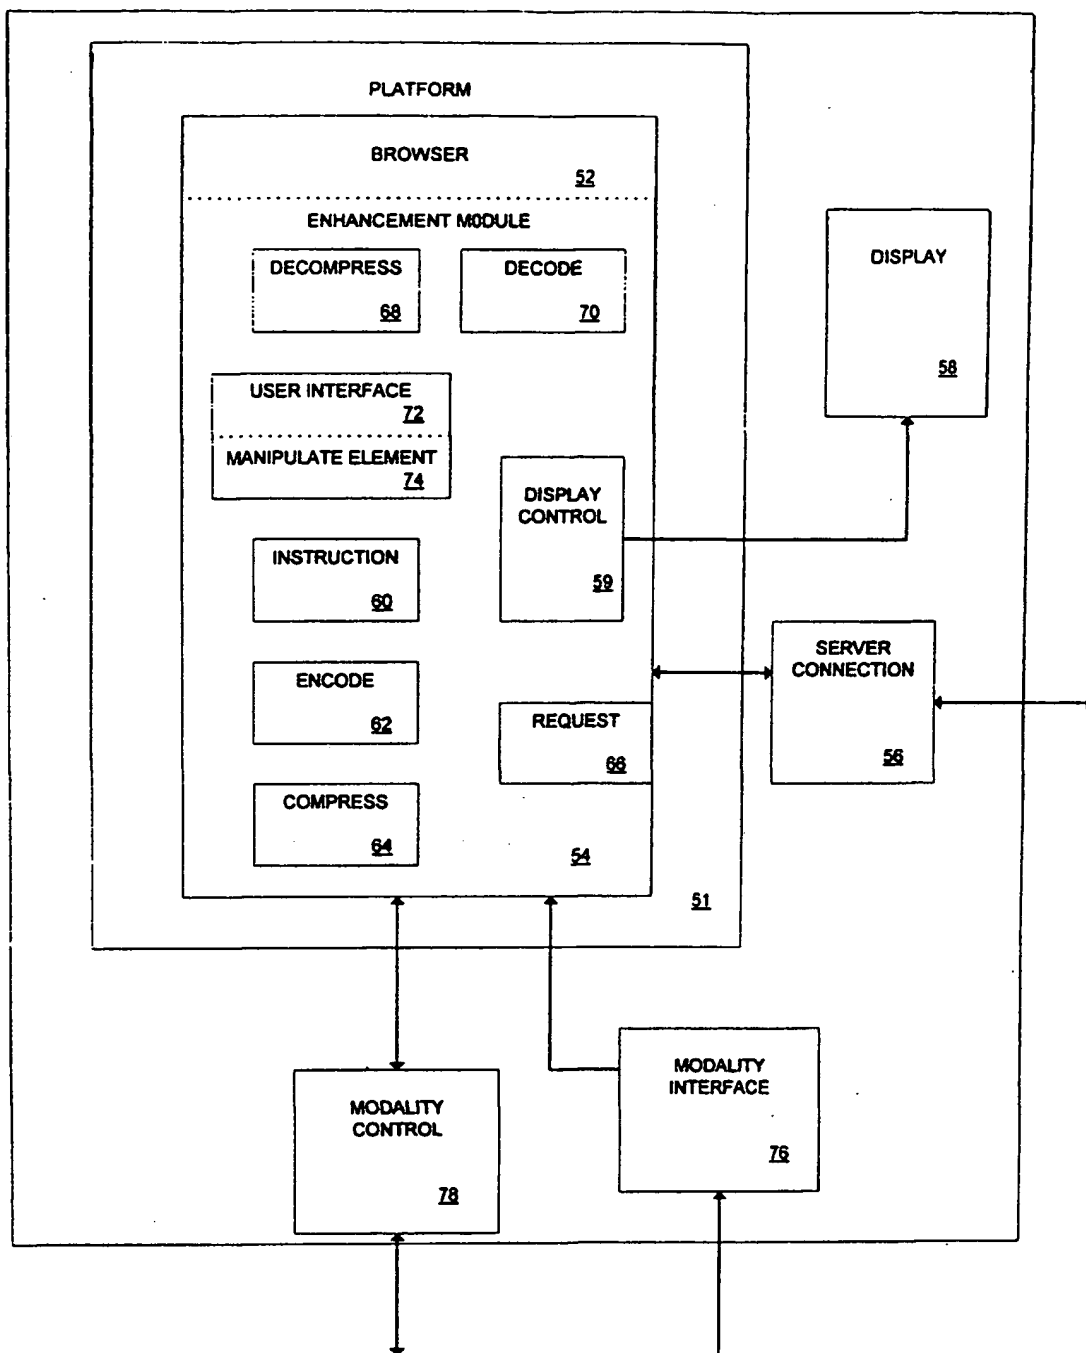 PLATFORM
BROWSER
52
ENHANCEMENT MODULE
DECOMPRESS
68
DECODE
70
DISPLAY
58
USER INTERFACE
72
MANIPULATE ELEMENT
74
DISPLAY
CONTROL
59
INSTRUCTION
60
SERVER
CONNECTION
56
ENCODE
62
REQUEST
66
COMPRESS
64
54
51
MODALITY
CONTROL
78
MODALITY
INTERFACE
76